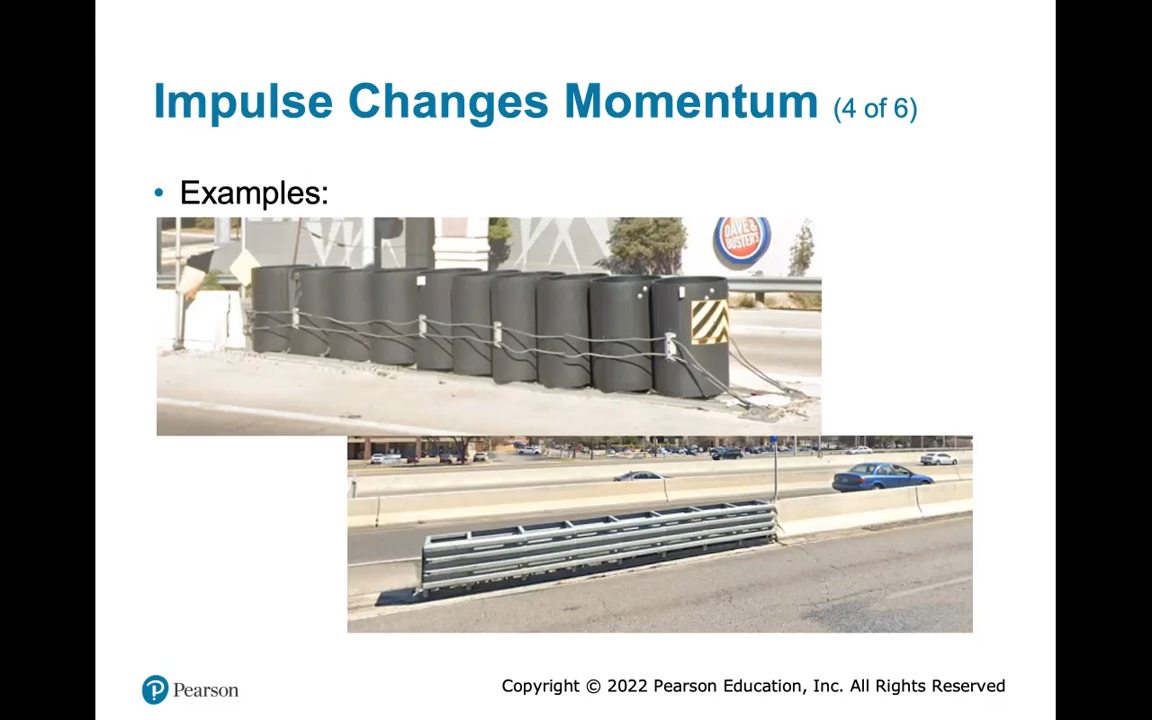 Impulse Changes Momentum (4 of 6)
• Examples:
DAVE &
BUSTER'S
Pearson
Copyright © 2022 Pearson Education, Inc. All Rights Reserved